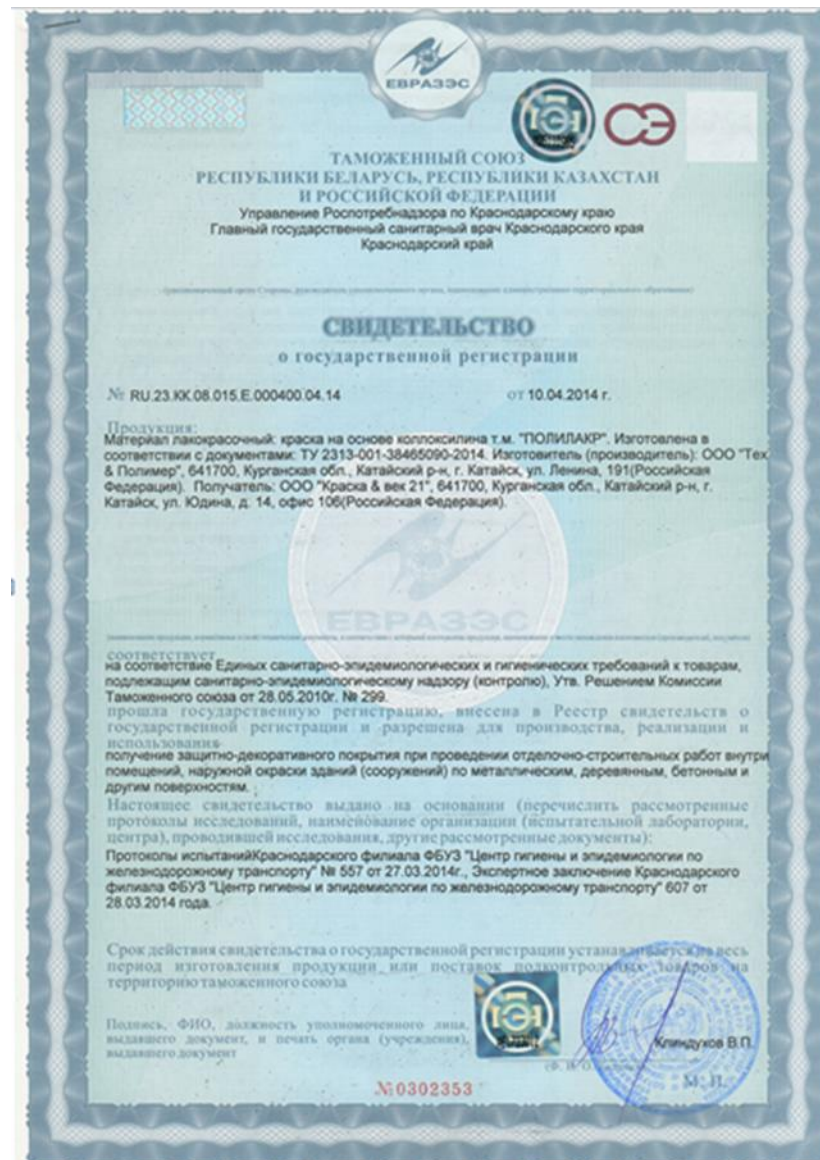 ЕВРАЗЭС
СЭ
ТАМОЖЕННЫЙ СОЮЗ
РЕСПУБЛИКИ БЕЛАРУСЬ, РЕСПУБЛИКИ КАЗАХСТАН
И РОССИЙСКОЙ ФЕДЕРАЦИИ
Управление Роспотребнадзора по Краснодарскому краю
Главный государственный санитарный врач Краснодарского края
Краснодарский край
СВИДЕТЕЛЬСТВО
о государственной регистрации
№ RU.23.КК.08.015.Е.000400.04.14 от 10.04.2014 г.
Продукция:
Материал лакокрасочный: краска на основе коллоксилина т.м. "ПОЛИЛАКР". Изготовлена в
соответствии с документами: ТУ 2313-001-38465090-2014. Изготовитель (производитель): ООО "Тех
& Полимер", 641700, Курганская обл., Катайский р-н, г. Катайск, ул. Ленина, 191(Российская
Федерация). Получатель: ООО "Краска & век 21", 641700, Курганская обл., Катайский р-н, г.
Катайск, ул. Юдина, д. 14, офис 106(Российская Федерация).
ЕВРАЗЭС
соответствует
на соответствие Единых санитарно-эпидемиологических и гигиенических требований к товарам,
подлежащим санитарно-эпидемиологическому надзору (контролю), Утв. Решением Комиссии
Таможенного союза от 28.05.2010г. № 299.
прошла государственную регистрацию, внесена в Реестр свидетельств о
государственной регистрации и разрешена для производства, реализации и
использования
получение защитно-декоративного покрытия при проведении отделочно-строительных работ внутри
помещений, наружной окраски зданий (сооружений) по металлическим, деревянным, бетонным и
другим поверхностям.
Настоящее свидетельство выдано на основании (перечислить рассмотренные
протоколы исследований, наименование организации (испытательной лаборатории,
центра), проводившей исследования, другие рассмотренные документы):
Протоколы испытанийКраснодарского филиала ФБУЗ "Центр гигиены и эпидемиологии по
железнодорожному транспорту" № 557 от 27.03.2014г., Экспертное заключение Краснодарского
филиала ФБУЗ "Центр гигиены и эпидемиологии по железнодорожному транспорту" 607 от
28.03.2014 года.
Срок действия свидетельства о государственной регистрации устанавливается на весь
период изготовления продукции или поставок подконтрольных товаров на
территорию таможенного союза
Подпись, ФИО, должность уполномоченного лица,
выдавшего документ, и печать органа (учреждения),
выдавшего документ
Клиндухов В.П.
М. П.
№0302353